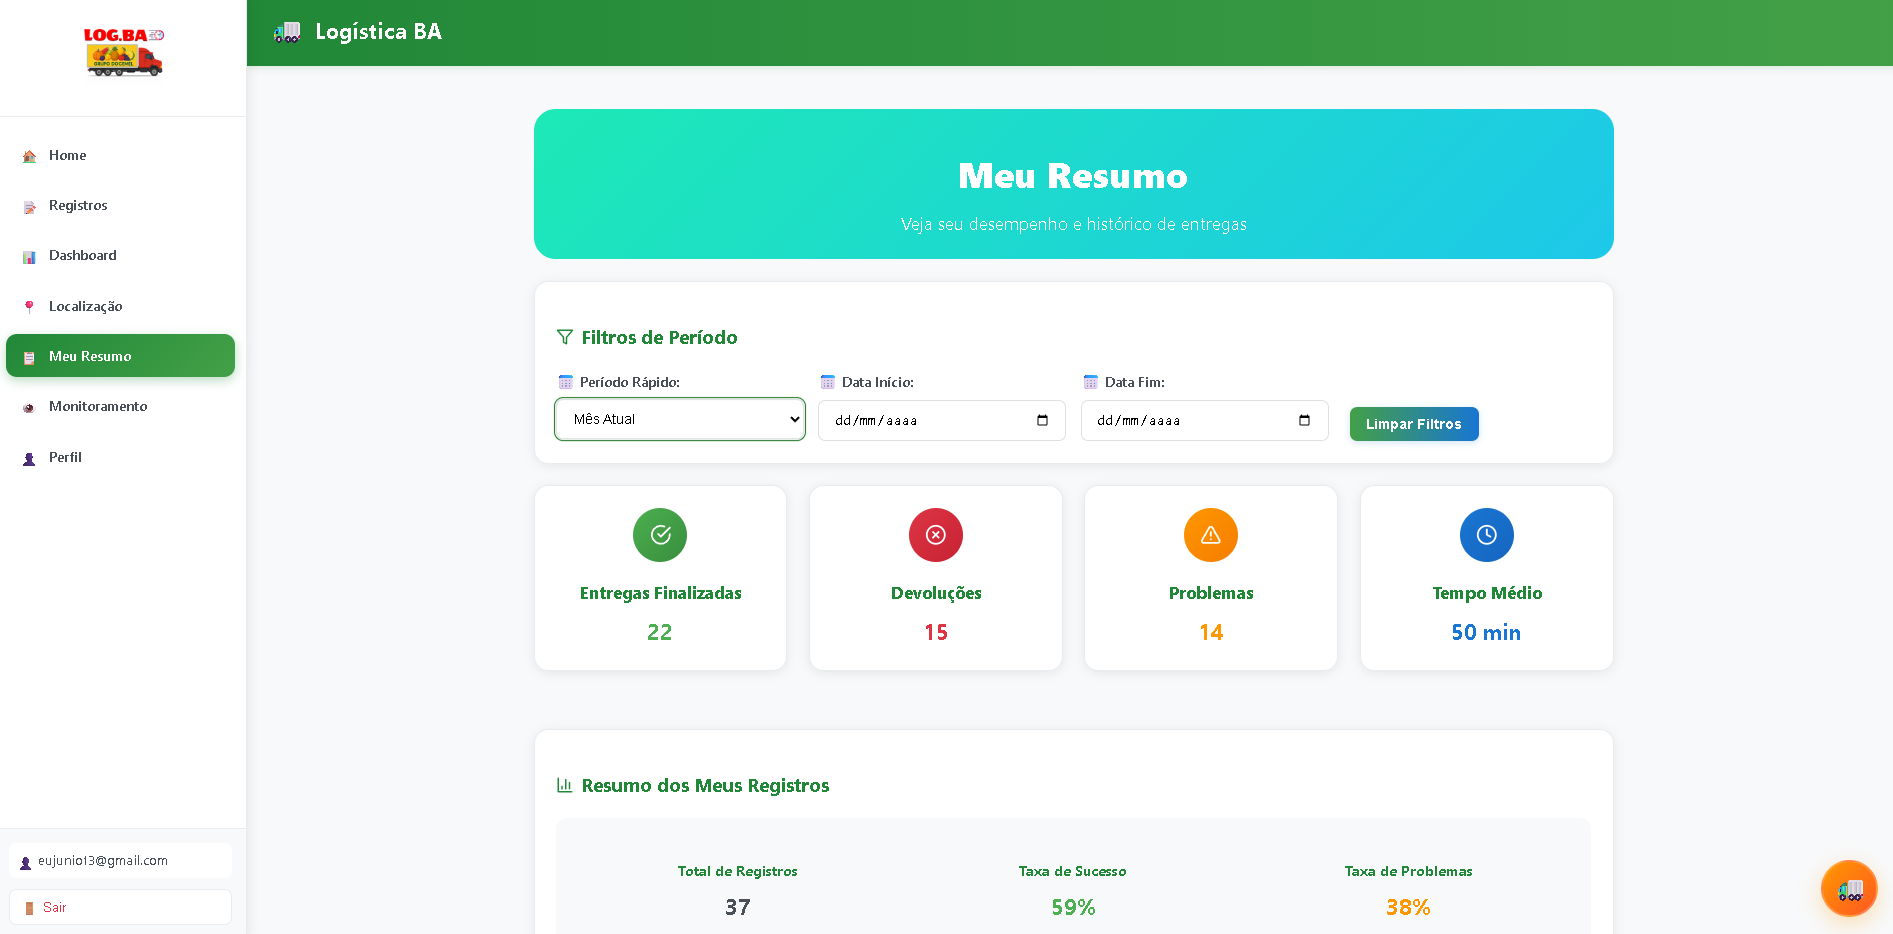 LOG.BA
GRUPO DOGEMEL
Logística BA
Home
Registros
Dashboard
Localização
Meu Resumo
Monitoramento
Perfil
eujunio13@gmail.com
Sair
Meu Resumo
Veja seu desempenho e histórico de entregas
Filtros de Período
Período Rápido:
Data Início:
Data Fim:
Mês Atual
dd/mm/aaaa
dd/mm/aaaa
Limpar Filtros
Entregas Finalizadas
22
Devoluções
15
Problemas
14
Tempo Médio
50 min
Resumo dos Meus Registros
Total de Registros
37
Taxa de Sucesso
59%
Taxa de Problemas
38%